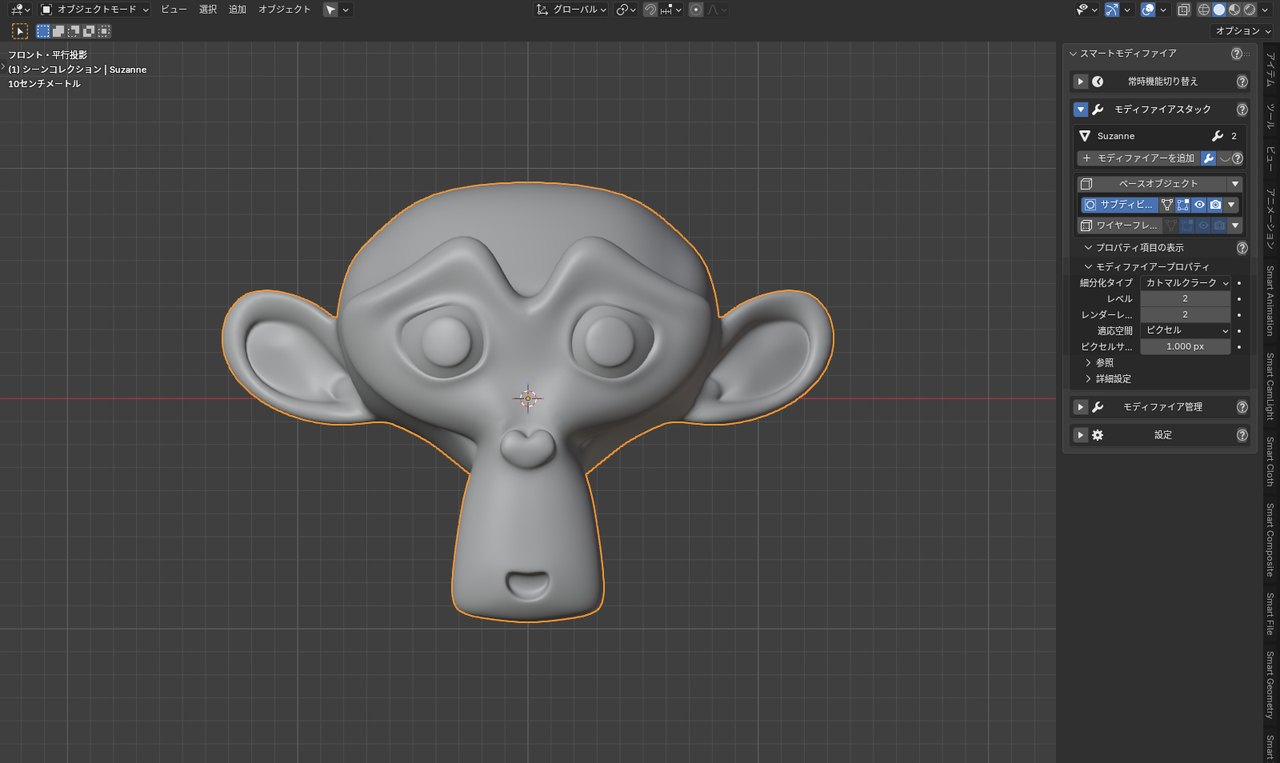 オブジェクトモード ビュー 選択 追加 オブジェクト グローバル
オプション
フロント・平行投影
(1) シーンコレクション | Suzanne
10センチメートル
スマートモディファイア
常時機能切り替え
モディファイアスタック
Suzanne 2
モディファイアーを追加
ベースオブジェクト
サブディビ...
ワイヤーフレ...
プロパティ項目の表示
モディファイアープロパティ
細分化タイプ カトマルクラーク
レベル 2
レンダーレ... 2
適応空間 ピクセル
ピクセルサ... 1.000 px
参照
詳細設定
モディファイア管理
設定
アイテム
ツール
ビュー
アニメーション
Smart Animation
Smart CamLight
Smart Cloth
Smart Composite
Smart File
Smart Geometry
Smart